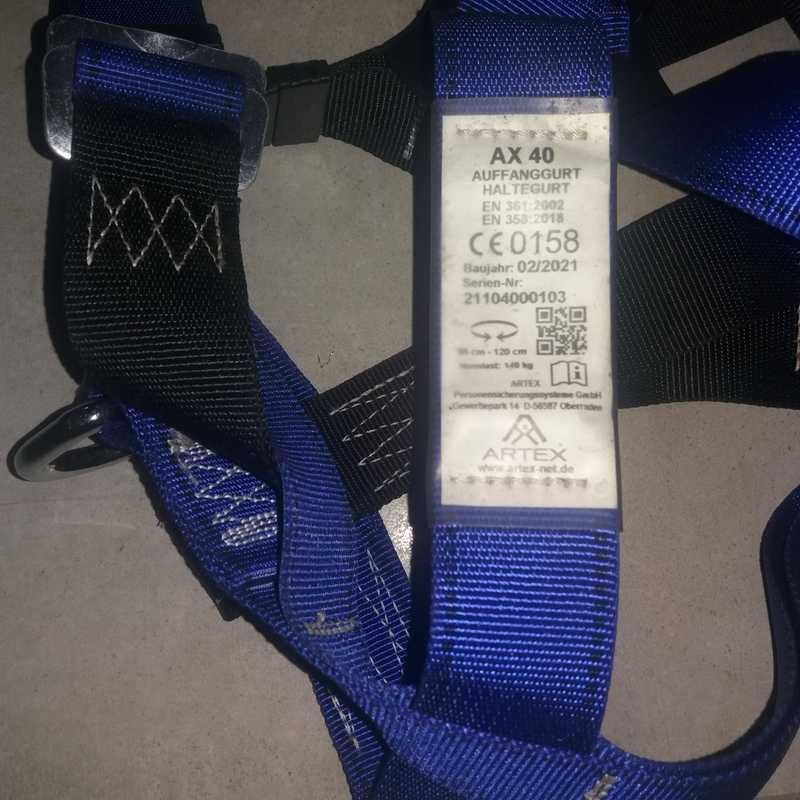 AX 40
AUFFANGGURT
HALTEGURT
EN 361:2002
EN 358:2018
CE 0158
Baujahr: 02/2021
Serien-Nr:
21104000103
cm - 120 cm
Nennlast: 140 kg
ARTEX
Personensicherungssysteme GmbH
Gewerbepark 14 D-56587 Oberraden
ARTEX
www.artex-net.de